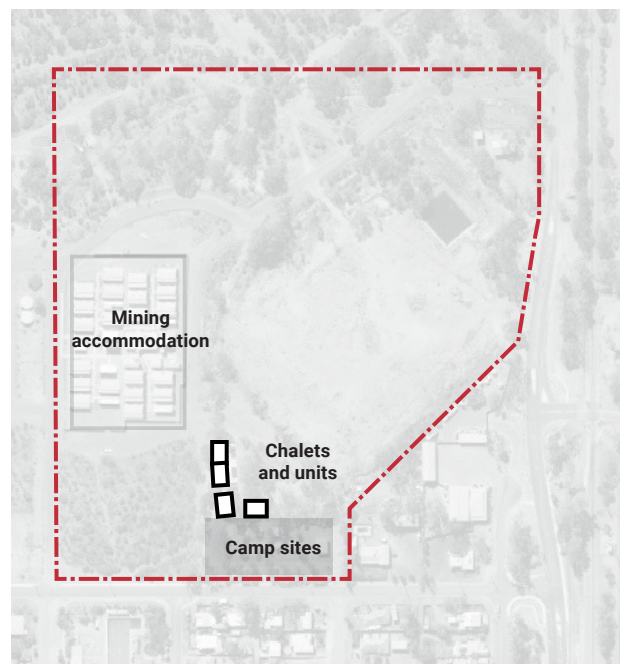 Mining
accommodation
Chalets
and units
Camp sites